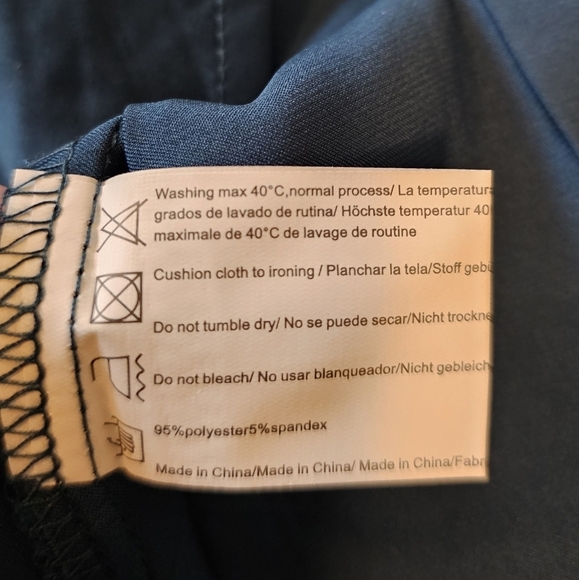 Washing max 40°C,normal process/ La temperatura
grados de lavado de rutina/ Höchste temperatur 40
maximale de 40°C de lavage de routine
Cushion cloth to ironing / Planchar la tela/Stoff
Do not tumble dry/ No se puede secar/Nicht
Do not bleach/ No usar blanqueador/Nicht
95%polyester5%spandex
Made in China/Made in China/ Made in China/